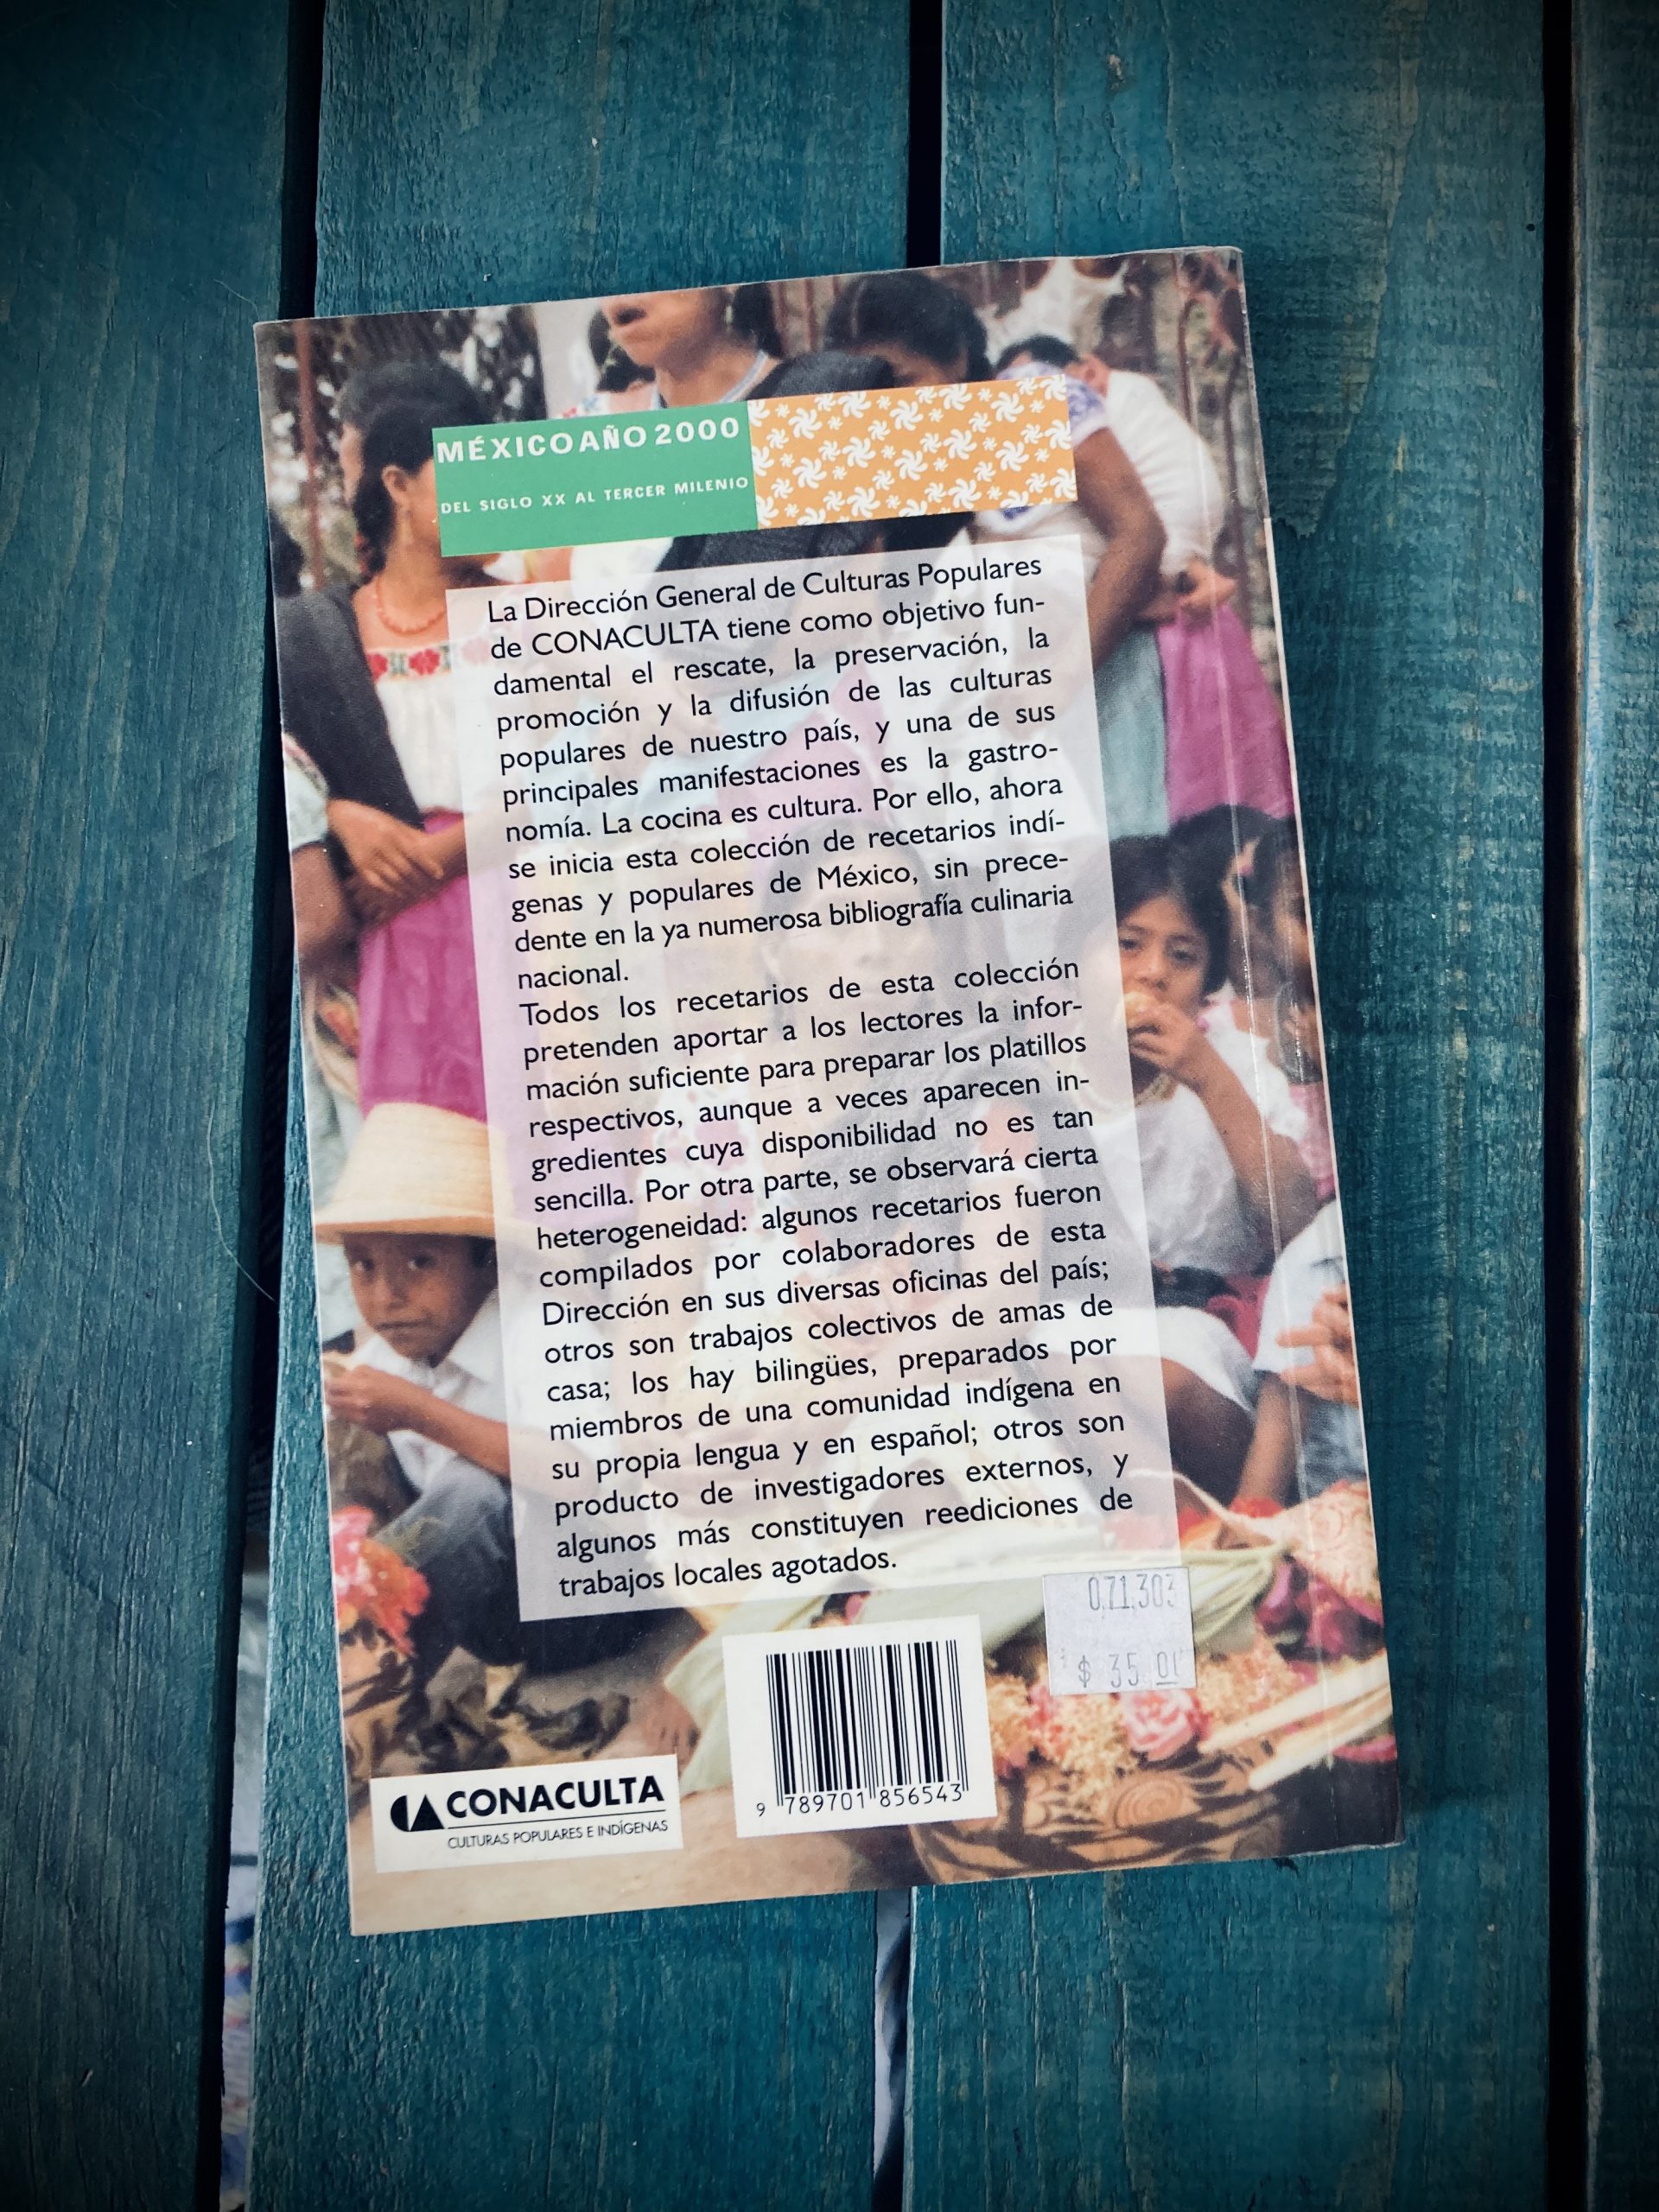 MÉXICO AÑO 2000
DEL SIGLO XX AL TERCER MILENIO
La Dirección General de Culturas Populares
de CONACULTA tiene como objetivo fun-
damental el rescate, la preservación, la
promoción y la difusión de las culturas
populares de nuestro país, y una de sus
principales manifestaciones es la gastro-
nomía. La cocina es cultura. Por ello, ahora
se inicia esta colección de recetarios indí-
genas y populares de México, sin prece-
dente en la ya numerosa bibliografía culinaria
nacional.
Todos los recetarios de esta colección
pretenden aportar a los lectores la infor-
mación suficiente para preparar los platillos
respectivos, aunque a veces aparecen in-
gredientes cuya disponibilidad no es tan
sencilla. Por otra parte, se observará cierta
heterogeneidad: algunos recetarios fueron
compilados por colaboradores de esta
Dirección en sus diversas oficinas del país;
otros son trabajos colectivos de amas de
casa; los hay bilingües, preparados por
miembros de una comunidad indígena en
su propia lengua y en español; otros son
producto de investigadores externos, y
algunos más constituyen reediciones de
trabajos locales agotados.
$ 35
9 789701 856543
CONACULTA
CULTURAS POPULARES E INDÍGENAS